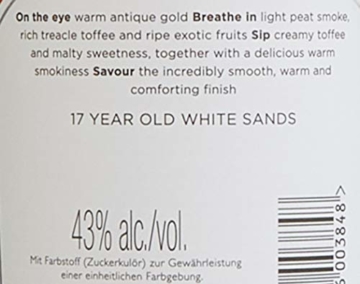 On the eye warm antique gold Breathe in light peat smoke,
rich treacle toffee and ripe exotic fruits Sip creamy toffee
and malty sweetness, together with a delicious warm
smokiness Savour the incredibly smooth, warm and
comforting finish
17 YEAR OLD WHITE SANDS
43% alc./vol.
Mit Farbstoff (Zuckerkulör) zur Gewährleistung
einer einheitlichen Farbgebung.
003848